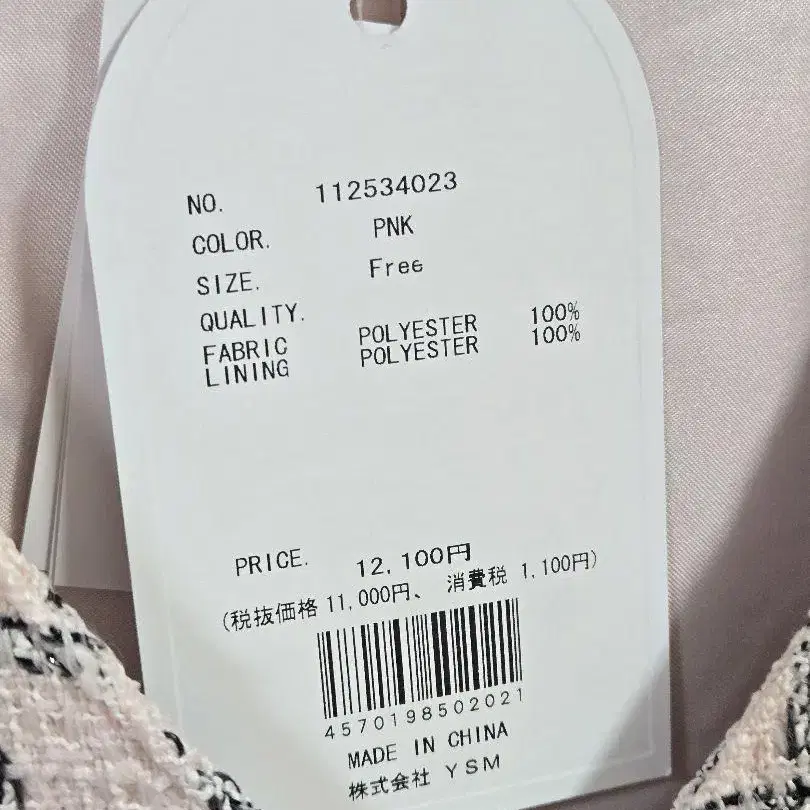 NO. 112534023
COLOR. PNK
SIZE. Free
QUALITY.
FABRIC POLYESTER 100%
LINING POLYESTER 100%
PRICE. 12,100円
(税抜価格 11,000円、 消費税 1,100円)
4570198502021
MADE IN CHINA
株式会社 YSM